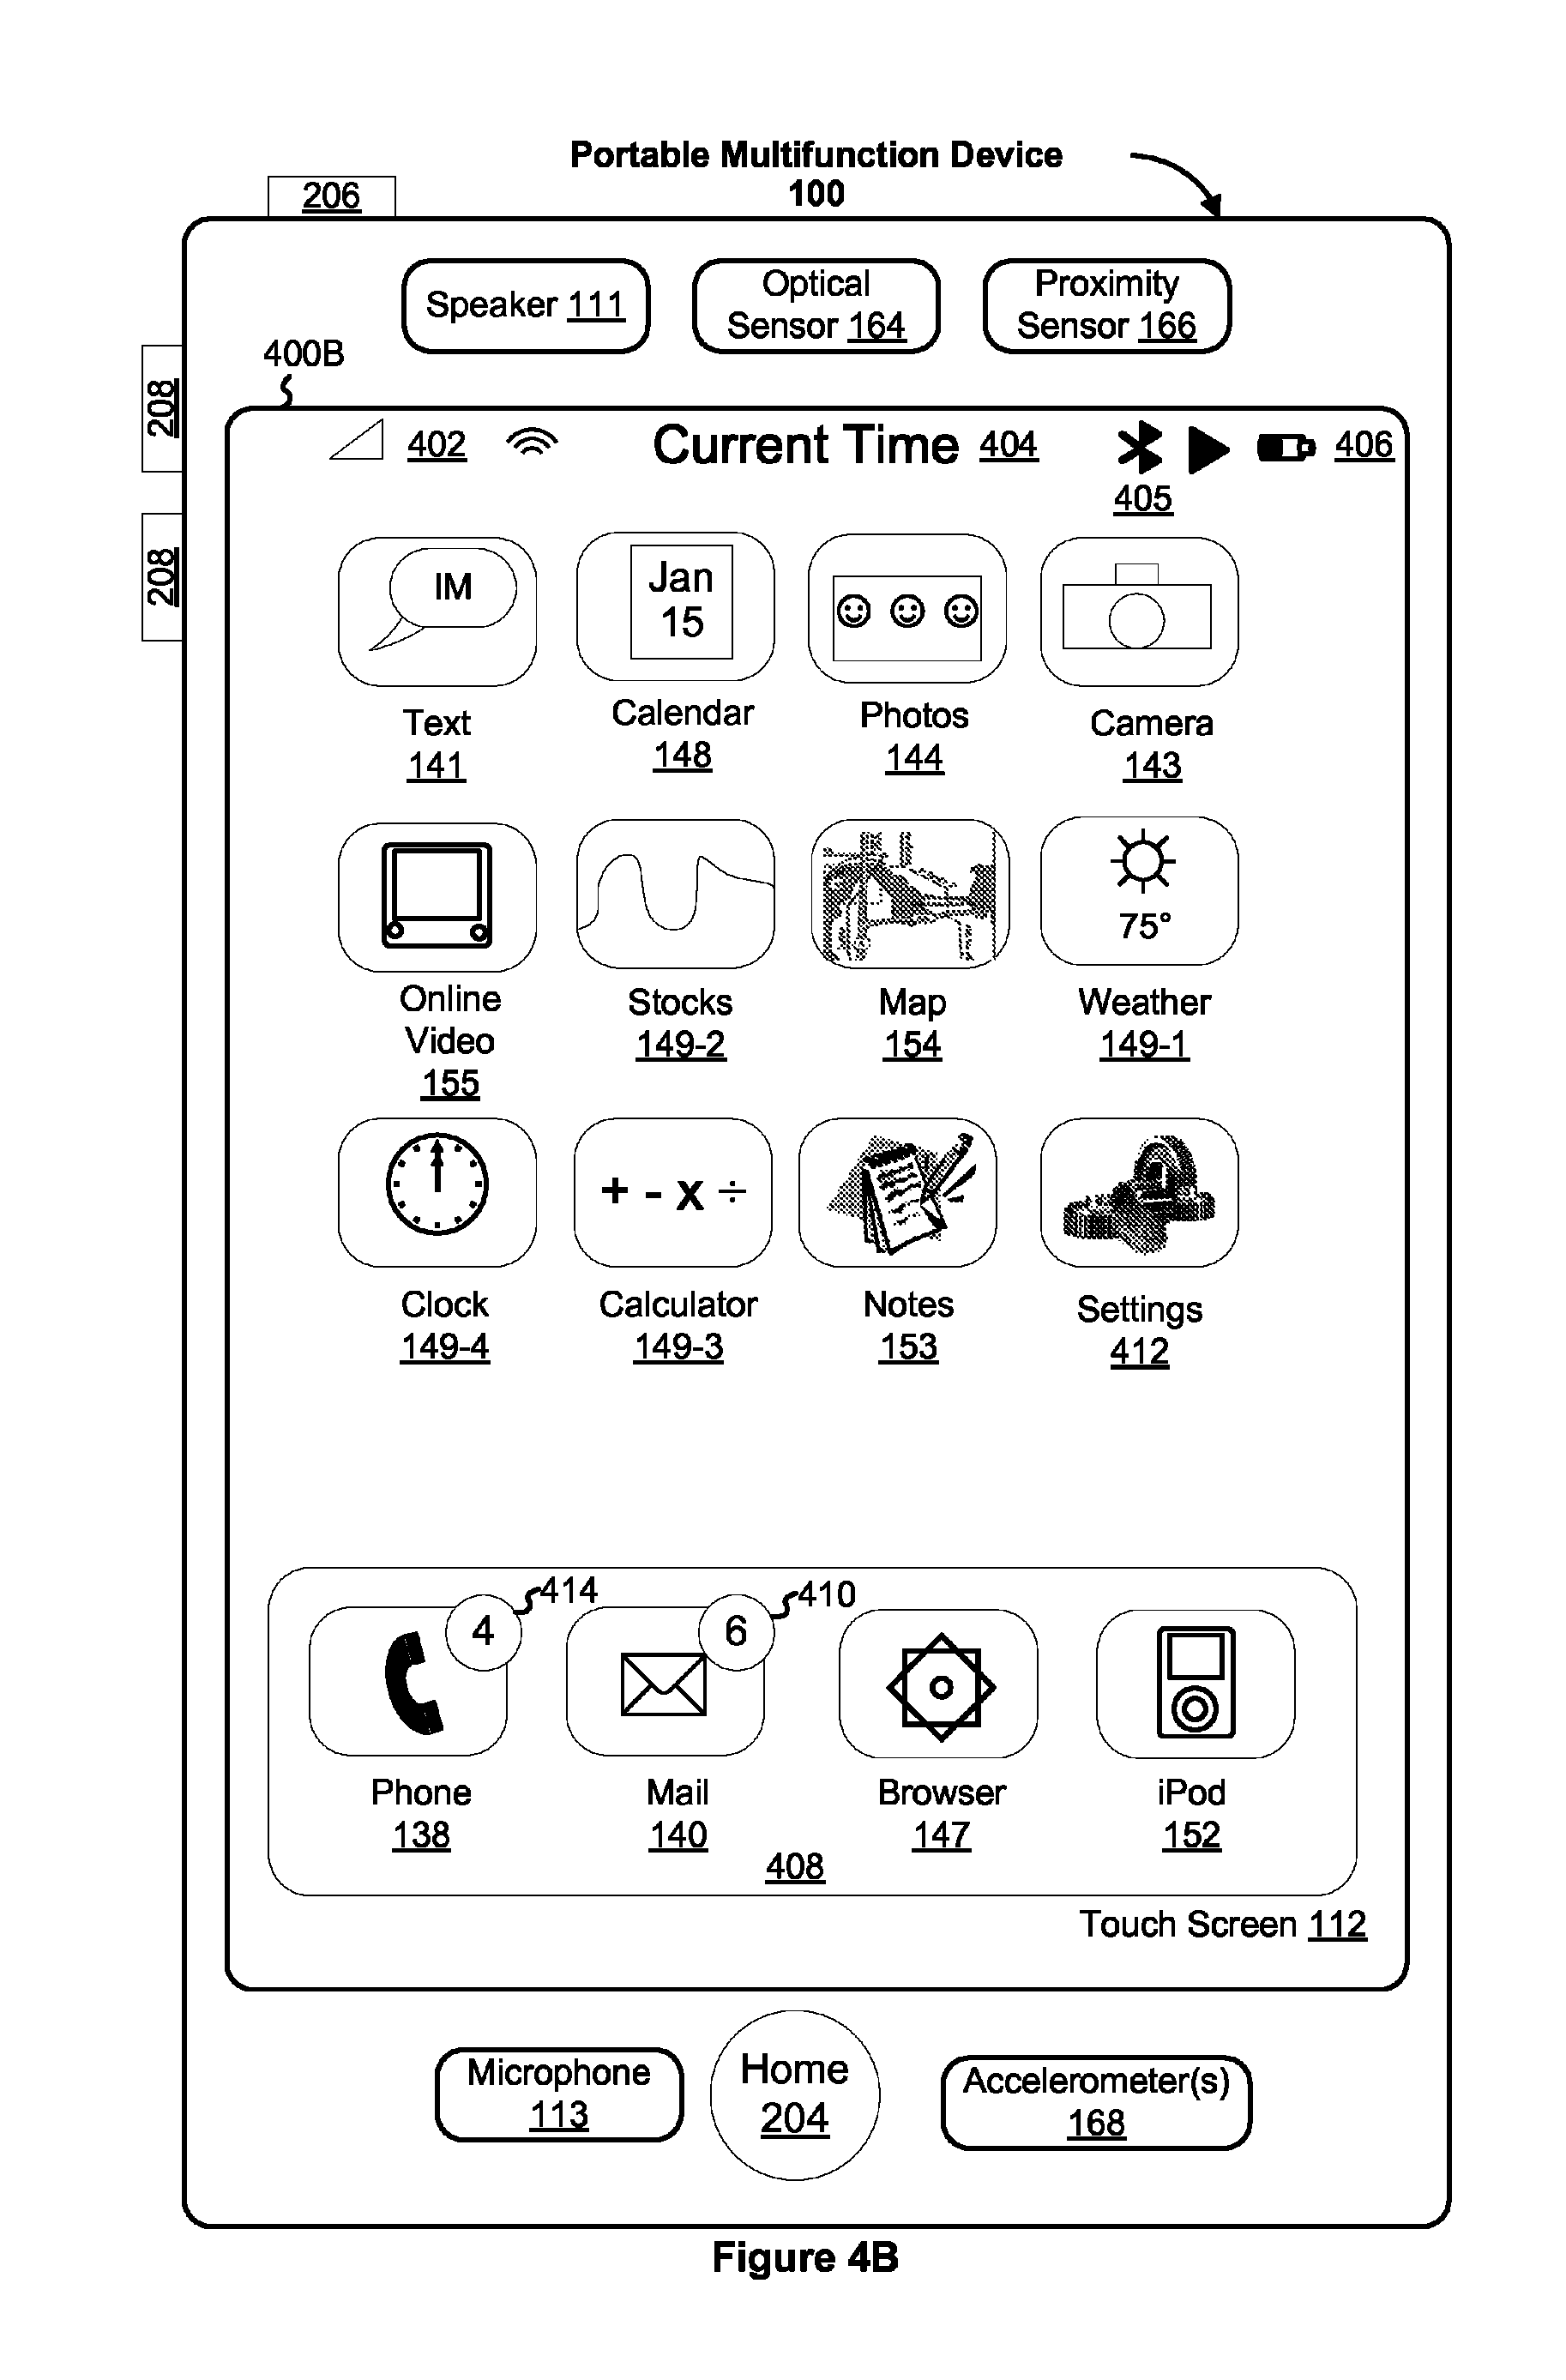 Portable Multifunction Device
100
206
Speaker 111
Optical
Sensor 164
Proximity
Sensor 166
400B
208
208
402
Current Time 404
406
405
IM
Jan
15
Text
141
Calendar
148
Photos
144
Camera
143
75°
Online
Video
155
Stocks
149-2
Map
154
Weather
149-1
+ - x ÷
Clock
149-4
Calculator
149-3
Notes
153
Settings
412
4
414
6
410
Phone
138
Mail
140
Browser
147
iPod
152
408
Touch Screen 112
Microphone
113
Home
204
Accelerometer(s)
168
Figure 4B